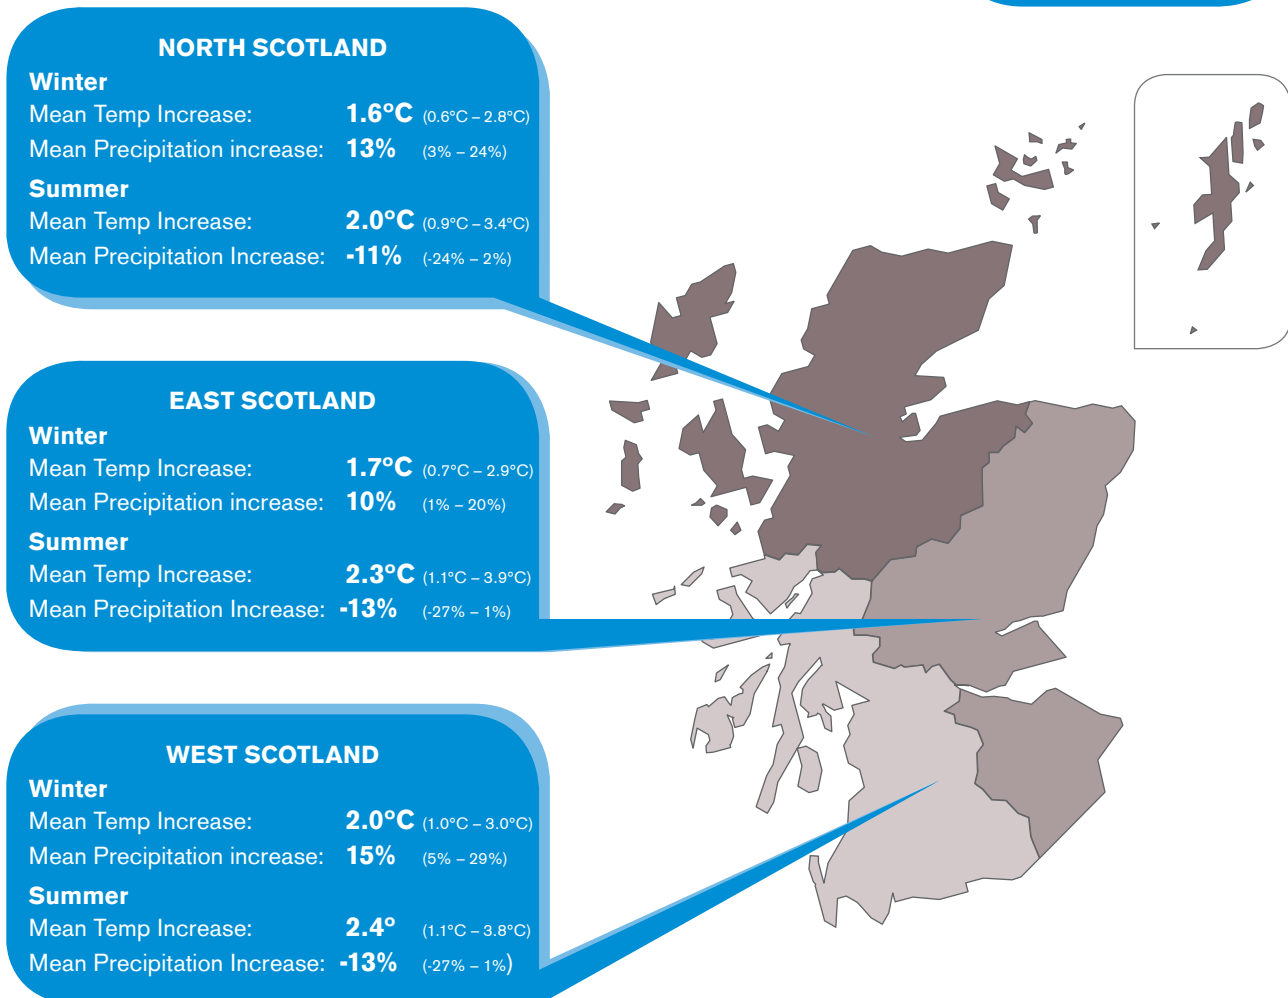 NORTH SCOTLAND
Winter
Mean Temp Increase: 1.6°C (0.6°C – 2.8°C)
Mean Precipitation increase: 13% (3% – 24%)
Summer
Mean Temp Increase: 2.0°C (0.9°C – 3.4°C)
Mean Precipitation Increase: -11% (-24% – 2%)
EAST SCOTLAND
Winter
Mean Temp Increase: 1.7°C (0.7°C – 2.9°C)
Mean Precipitation increase: 10% (1% – 20%)
Summer
Mean Temp Increase: 2.3°C (1.1°C – 3.9°C)
Mean Precipitation Increase: -13% (-27% – 1%)
WEST SCOTLAND
Winter
Mean Temp Increase: 2.0°C (1.0°C – 3.0°C)
Mean Precipitation increase: 15% (5% – 29%)
Summer
Mean Temp Increase: 2.4° (1.1°C – 3.8°C)
Mean Precipitation Increase: -13% (-27% – 1%)